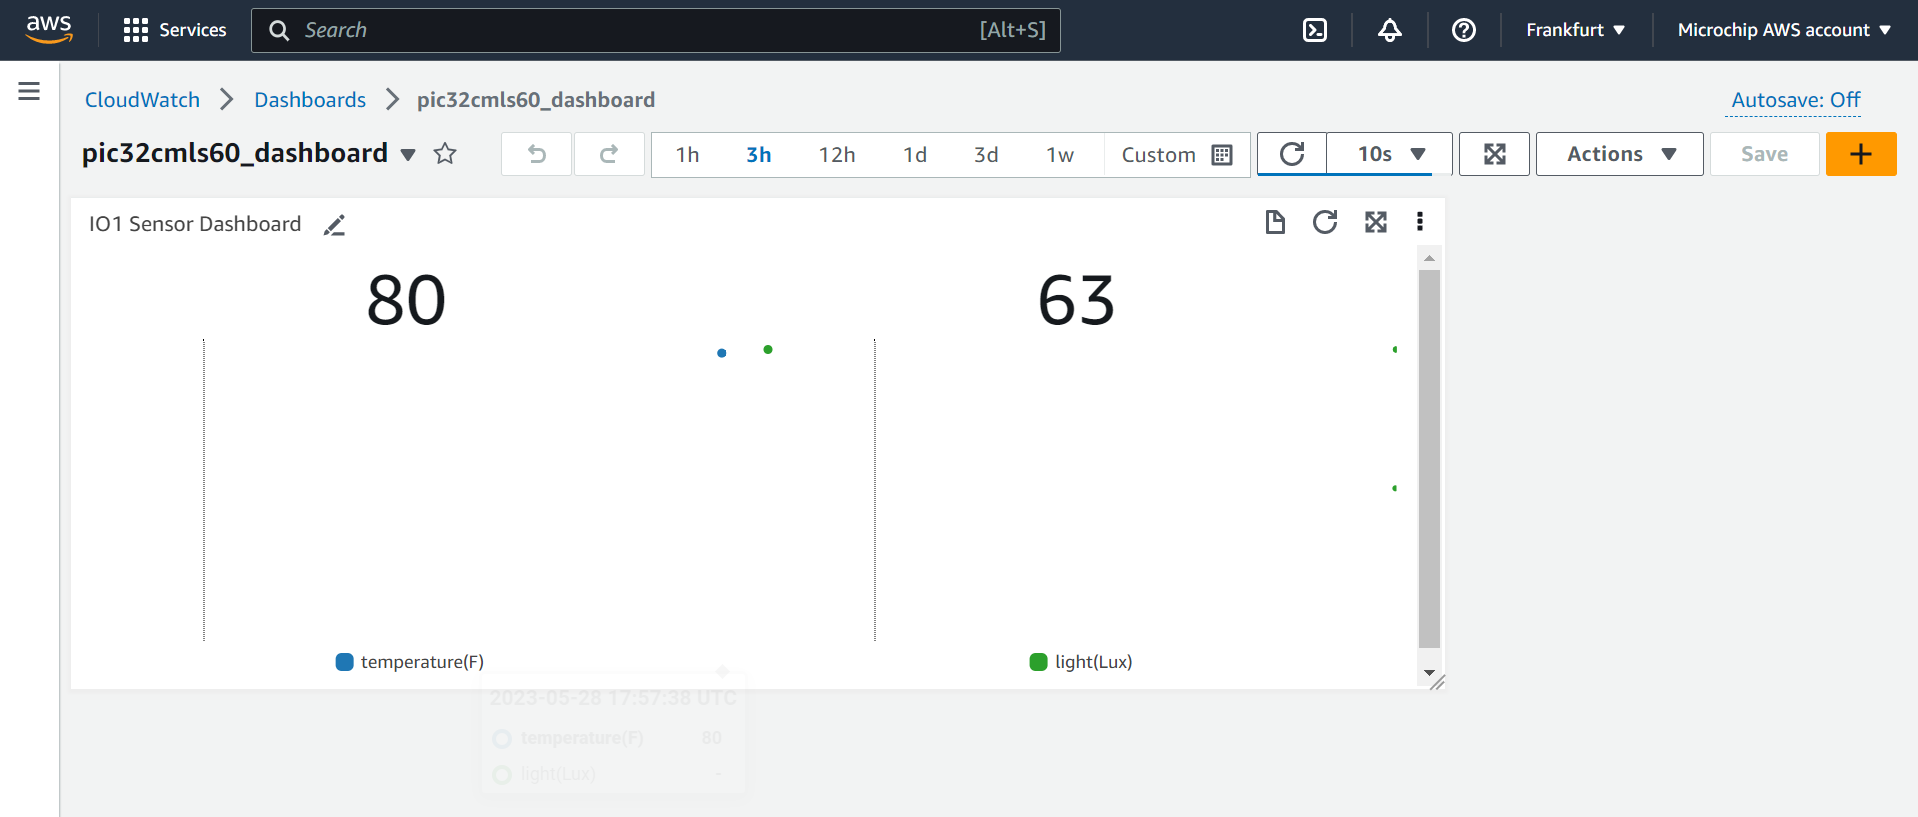 aws Services Search [Alt+S] Frankfurt Microchip AWS account
CloudWatch Dashboards pic32cmls60_dashboard Autosave: Off
pic32cmls60_dashboard 1h 3h 12h 1d 3d 1w Custom 10s Actions Save
IO1 Sensor Dashboard
80 63
temperature(F) light(Lux)
2023-05-28 17:57:38 UTC
temperature(F) 80
light(Lux) -